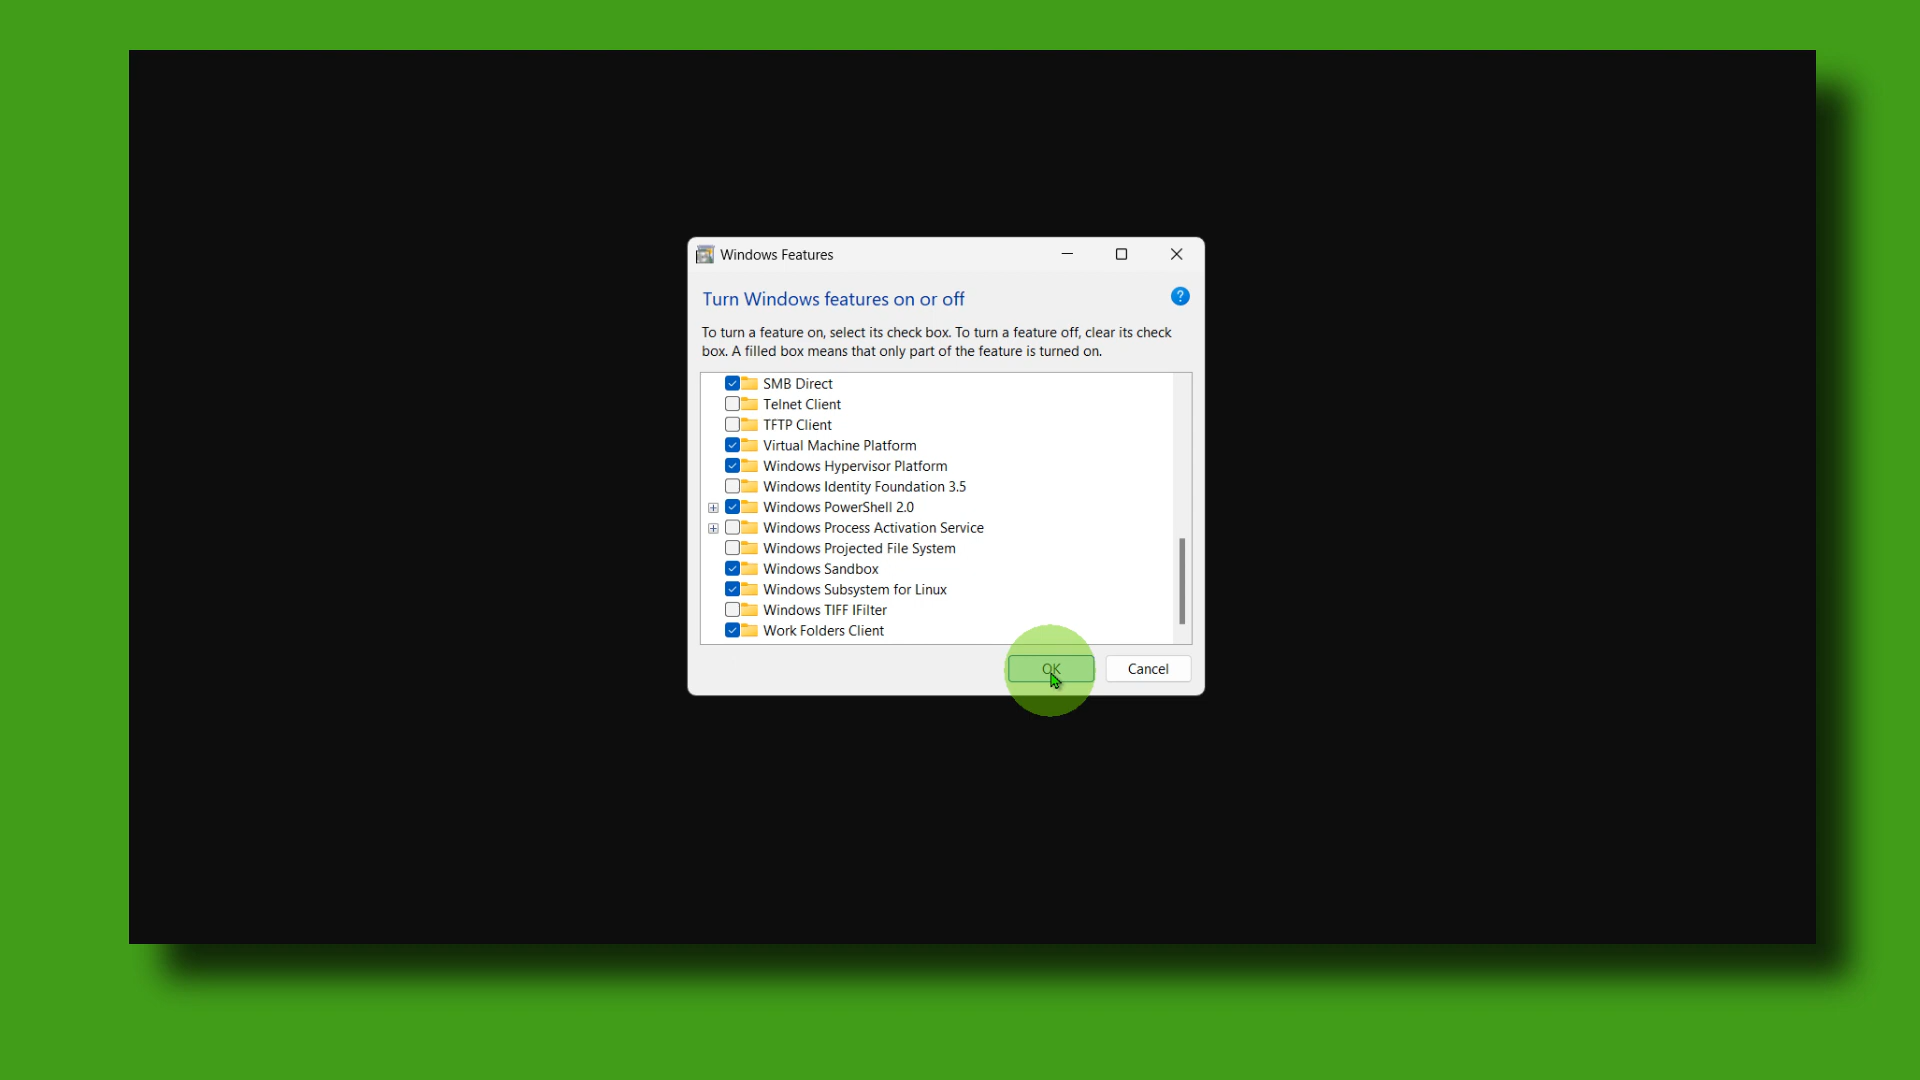 Windows Features
Turn Windows features on or off
?
To turn a feature on, select its check box. To turn a feature off, clear its check
box. A filled box means that only part of the feature is turned on.
SMB Direct
Telnet Client
TFTP Client
Virtual Machine Platform
Windows Hypervisor Platform
Windows Identity Foundation 3.5
Windows PowerShell 2.0
Windows Process Activation Service
Windows Projected File System
Windows Sandbox
Windows Subsystem for Linux
Windows TIFF IFilter
Work Folders Client
OK
Cancel